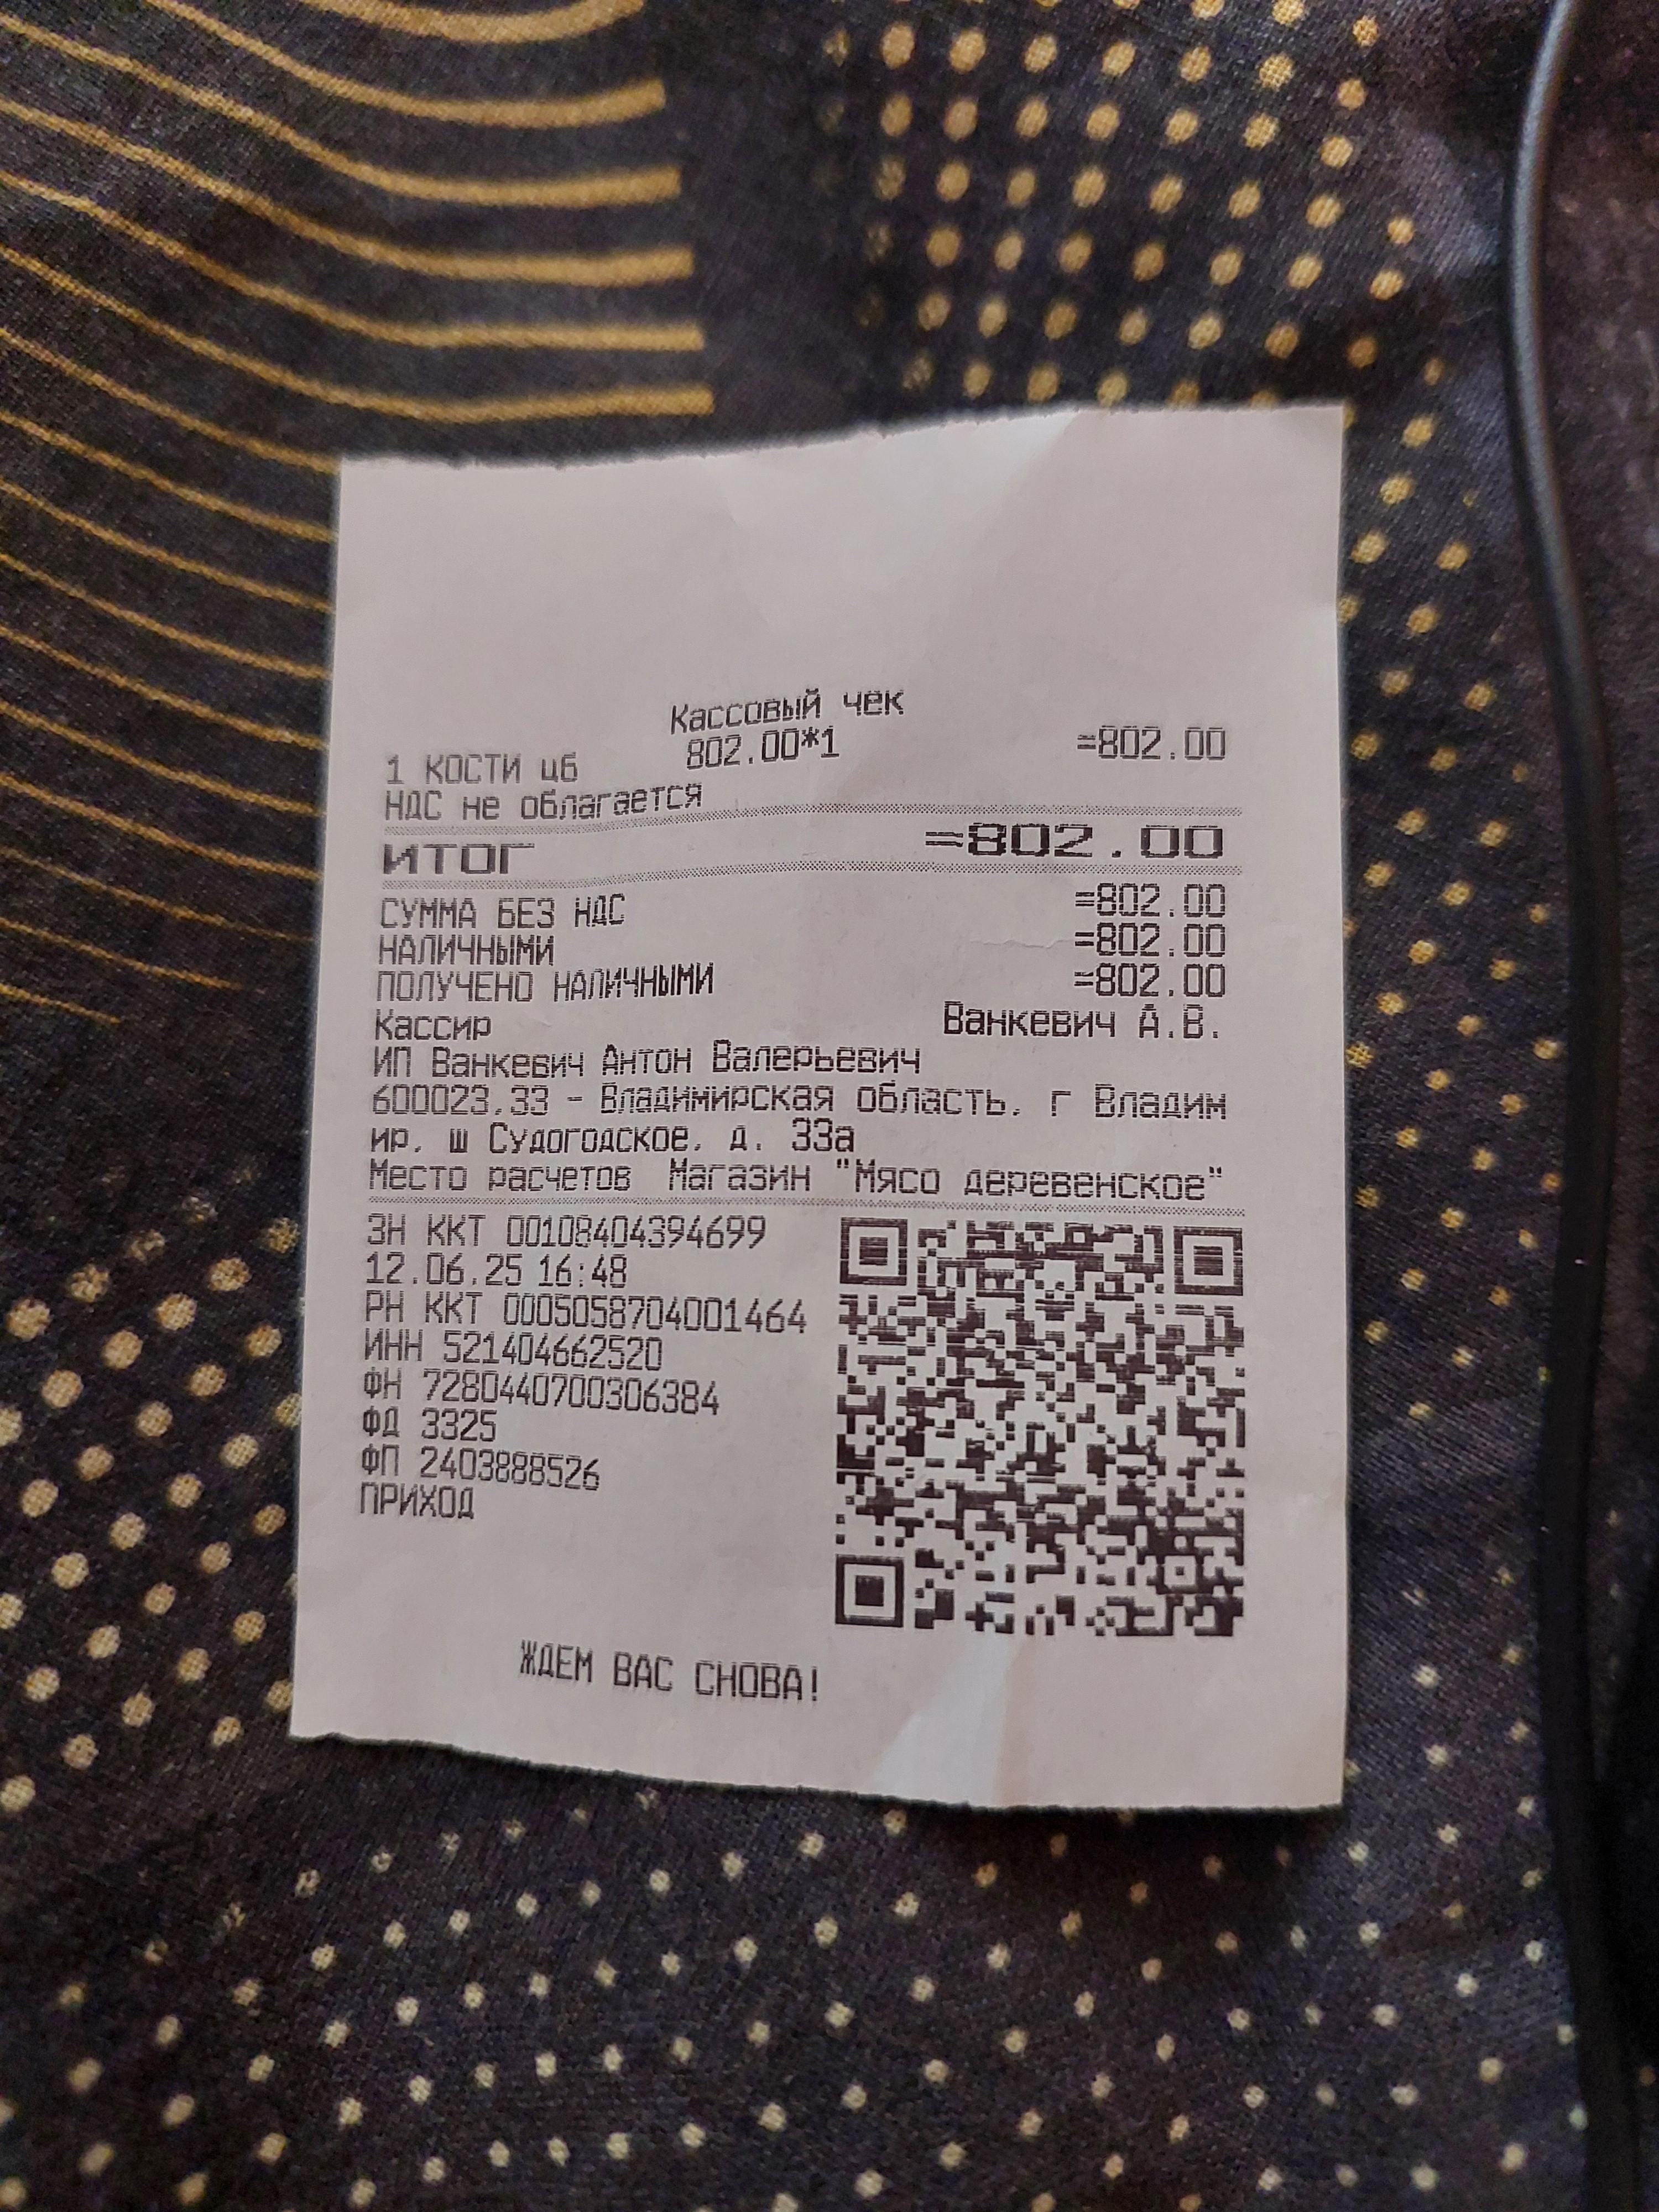 Кассовый чек
1 КОСТИ цб 802.00*1 =802.00
НДС не облагается
ИТОГ =802.00
СУММА БЕЗ НДС =802.00
НАЛИЧНЫМИ =802.00
ПОЛУЧЕНО НАЛИЧНЫМИ =802.00
Кассир Ванкевич А.В.
ИП Ванкевич Антон Валерьевич
600023,33 - Владимирская область, г Владим
ир, ш Судогодское, д. 33а
Место расчетов Магазин "Мясо деревенское"
ЗН ККТ 00108404394699
12.06.25 16:48
РН ККТ 0005058704001464
ИНН 521404662520
ФН 7280440700306384
ФД 3325
ФП 2403888526
ПРИХОД
ЖДЕМ ВАС СНОВА!